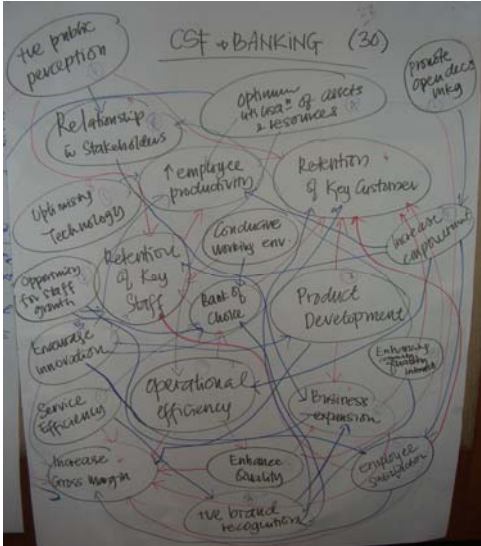 CSF → BANKING (30)
+ve public
perception
promote
open decn
mkg
Optimum
utilisan of assets
& resources
Relationship
w Stakeholders
↑ employee
productivity
Retention
of Key Customer
Optimising
Technology
Conducive
working env.
Increase
empowerment
Retention
of Key
Staff
Opportunity
for staff
growth
Bank of
choice
Product
Development
Encourage
innovation
Enhancing
Operational
efficiency
Business
expansion
Service
Efficiency
Increase
Gross margin
Enhance
Quality
employee
satisfaction
+ve brand
recognition